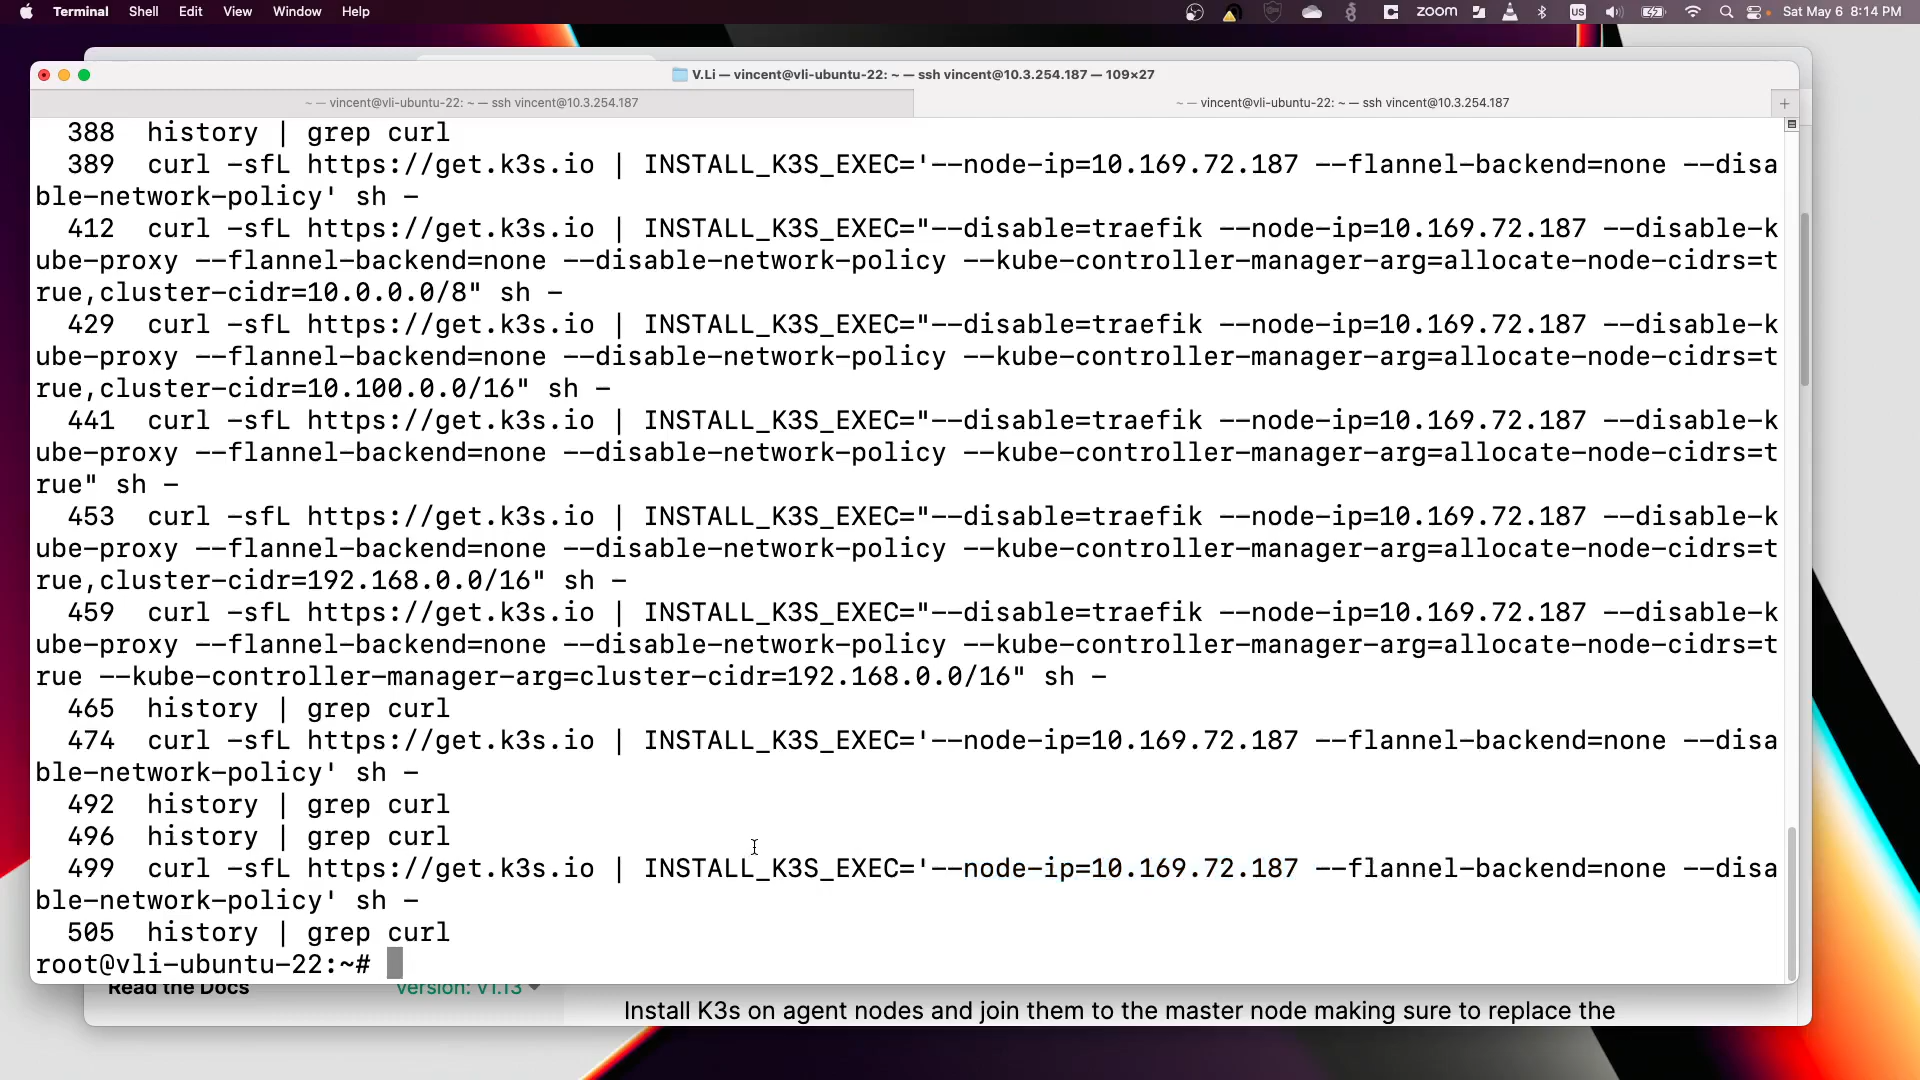 Terminal Shell Edit View Window Help zoom US Sat May 6 8:14 PM
V.Li — vincent@vli-ubuntu-22: ~ — ssh vincent@10.3.254.187 — 109×27
~ — vincent@vli-ubuntu-22: ~ — ssh vincent@10.3.254.187 ~ — vincent@vli-ubuntu-22: ~ — ssh vincent@10.3.254.187 +
388 history | grep curl
389 curl -sfL https://get.k3s.io | INSTALL_K3S_EXEC='--node-ip=10.169.72.187 --flannel-backend=none --disa
ble-network-policy' sh -
412 curl -sfL https://get.k3s.io | INSTALL_K3S_EXEC="--disable=traefik --node-ip=10.169.72.187 --disable-k
ube-proxy --flannel-backend=none --disable-network-policy --kube-controller-manager-arg=allocate-node-cidrs=t
rue,cluster-cidr=10.0.0.0/8" sh -
429 curl -sfL https://get.k3s.io | INSTALL_K3S_EXEC="--disable=traefik --node-ip=10.169.72.187 --disable-k
ube-proxy --flannel-backend=none --disable-network-policy --kube-controller-manager-arg=allocate-node-cidrs=t
rue,cluster-cidr=10.100.0.0/16" sh -
441 curl -sfL https://get.k3s.io | INSTALL_K3S_EXEC="--disable=traefik --node-ip=10.169.72.187 --disable-k
ube-proxy --flannel-backend=none --disable-network-policy --kube-controller-manager-arg=allocate-node-cidrs=t
rue" sh -
453 curl -sfL https://get.k3s.io | INSTALL_K3S_EXEC="--disable=traefik --node-ip=10.169.72.187 --disable-k
ube-proxy --flannel-backend=none --disable-network-policy --kube-controller-manager-arg=allocate-node-cidrs=t
rue,cluster-cidr=192.168.0.0/16" sh -
459 curl -sfL https://get.k3s.io | INSTALL_K3S_EXEC="--disable=traefik --node-ip=10.169.72.187 --disable-k
ube-proxy --flannel-backend=none --disable-network-policy --kube-controller-manager-arg=allocate-node-cidrs=t
rue --kube-controller-manager-arg=cluster-cidr=192.168.0.0/16" sh -
465 history | grep curl
474 curl -sfL https://get.k3s.io | INSTALL_K3S_EXEC='--node-ip=10.169.72.187 --flannel-backend=none --disa
ble-network-policy' sh -
492 history | grep curl
496 history | grep curl
499 curl -sfL https://get.k3s.io | INSTALL_K3S_EXEC='--node-ip=10.169.72.187 --flannel-backend=none --disa
ble-network-policy' sh -
505 history | grep curl
root@vli-ubuntu-22:~#
Read the Docs Version: v1.13
Install K3s on agent nodes and join them to the master node making sure to replace the